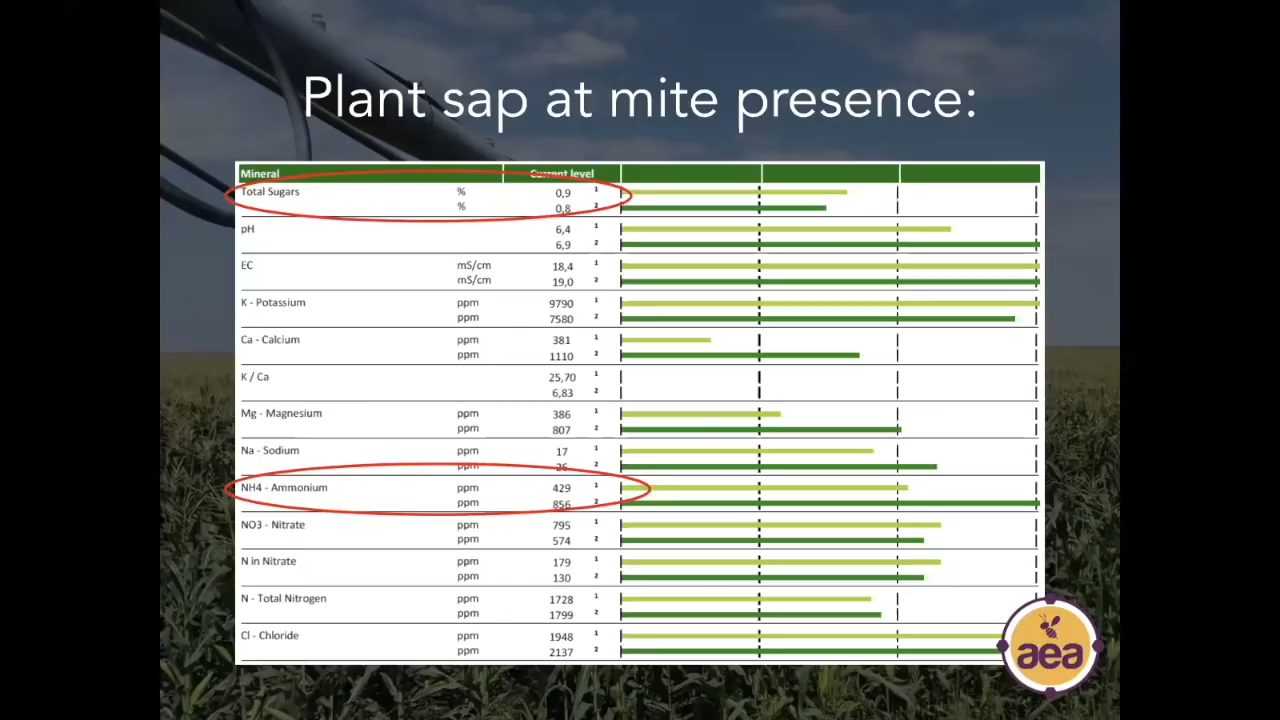 Plant sap at mite presence:
Mineral Current level
Total Sugars % 0,9 1
% 0,8 2
pH 6,4 1
6,9 2
EC mS/cm 18,4 1
mS/cm 19,0 2
K - Potassium ppm 9790 1
ppm 7580 2
Ca - Calcium ppm 381 1
ppm 1110 2
K / Ca 25,70 1
6,83 2
Mg - Magnesium ppm 386 1
ppm 807 2
Na - Sodium ppm 17 1
ppm 26 2
NH4 - Ammonium ppm 429 1
ppm 856 2
NO3 - Nitrate ppm 795 1
ppm 574 2
N in Nitrate ppm 179 1
ppm 130 2
N - Total Nitrogen ppm 1728 1
ppm 1799 2
Cl - Chloride ppm 1948 1
ppm 2137 2
aea